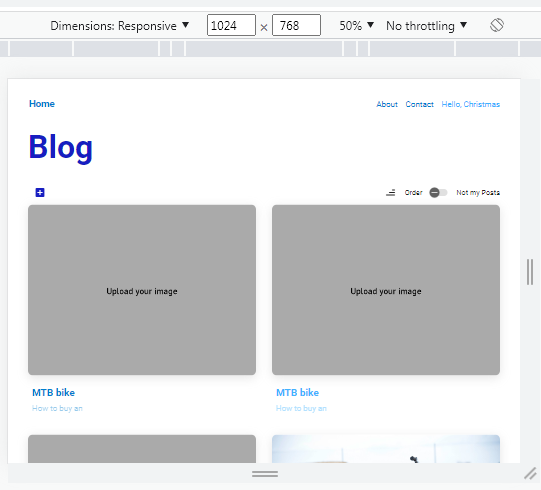 Dimensions: Responsive ▼ 1024 × 768 50% ▼ No throttling ▼
Home About Contact Hello, Christmas
Blog
Order Not my Posts
Upload your image Upload your image
MTB bike MTB bike
How to buy an How to buy an